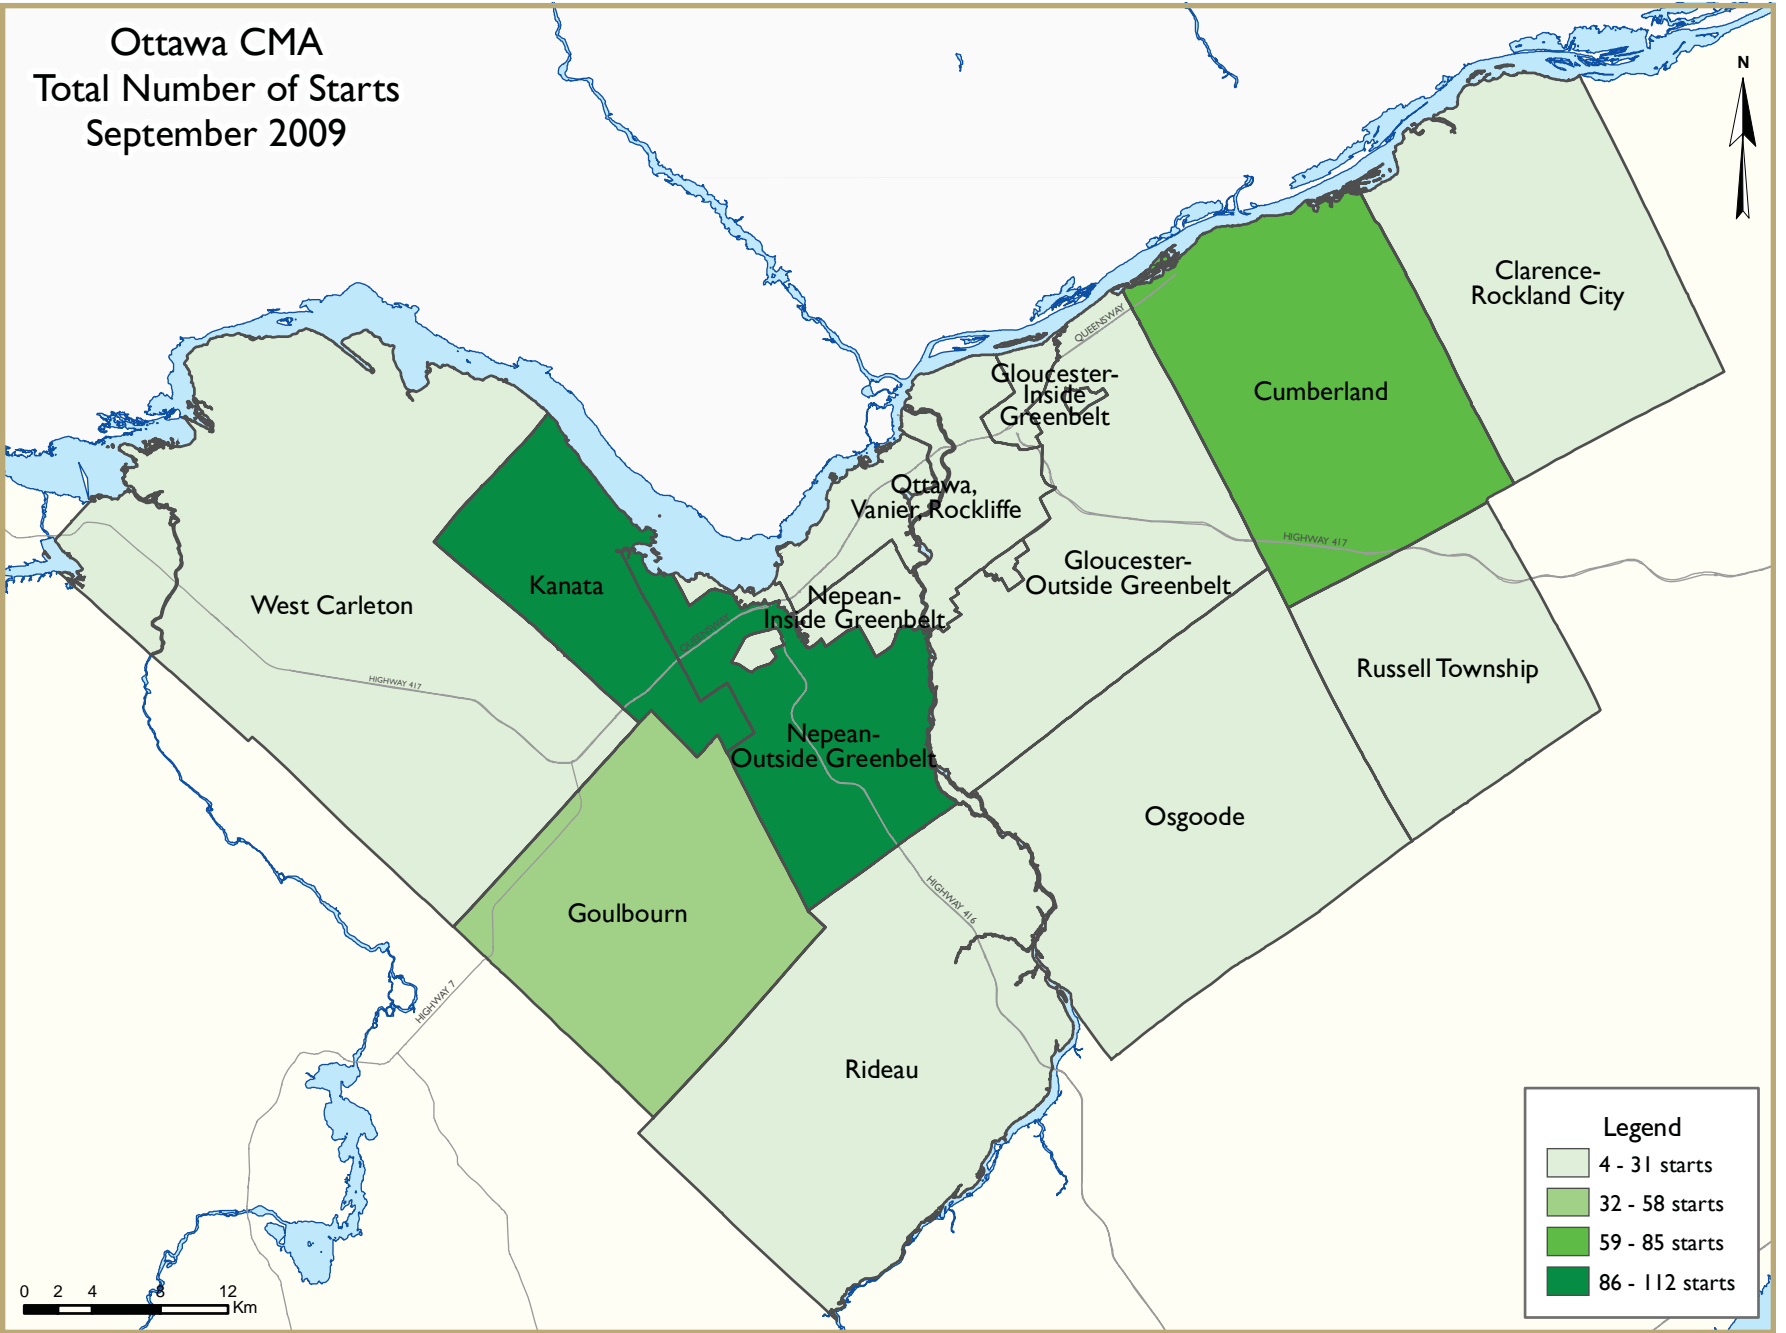 Ottawa CMA
Total Number of Starts
September 2009
N
Clarence-
Rockland City
QUEENSWAY
Gloucester-
Inside
Greenbelt
Cumberland
Ottawa,
Vanier, Rockliffe
HIGHWAY 417
Gloucester-
Outside Greenbelt
Kanata
West Carleton
Nepean-
Inside Greenbelt
QUEENSWAY
Russell Township
HIGHWAY 417
Nepean-
Outside Greenbelt
Osgoode
Goulbourn
HIGHWAY 416
HIGHWAY 7
Rideau
Legend
4 - 31 starts
32 - 58 starts
59 - 85 starts
86 - 112 starts
0 2 4 8 12
Km